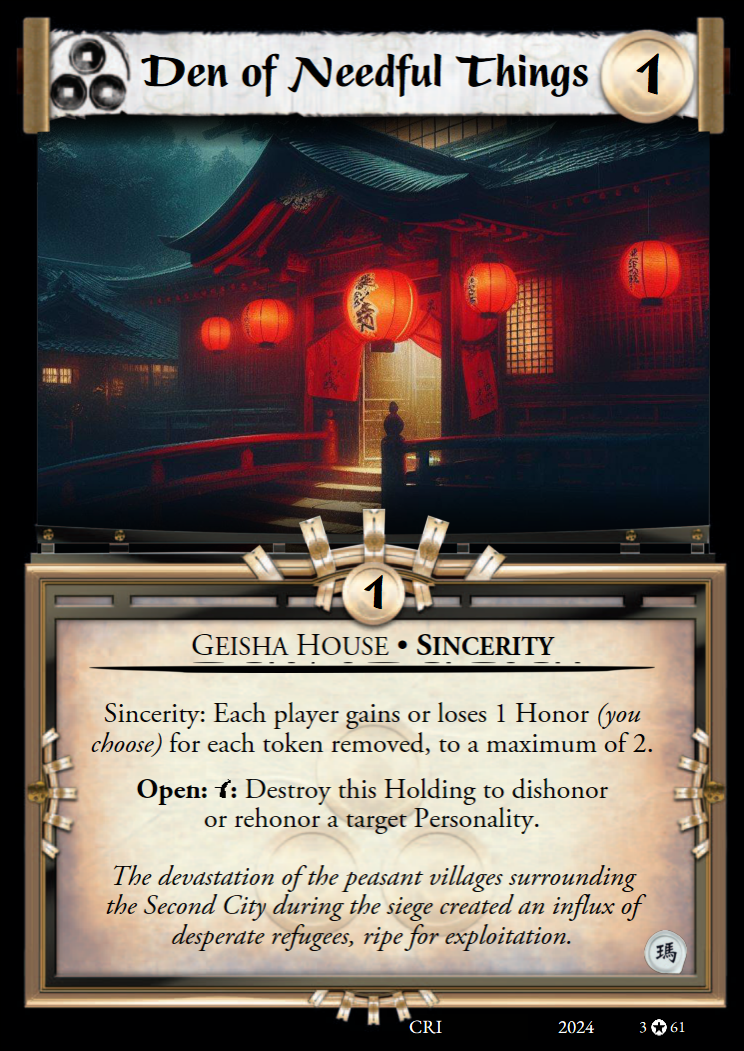 Den of Needful Things 1
1
GEISHA HOUSE • SINCERITY
Sincerity: Each player gains or loses 1 Honor (you
choose) for each token removed, to a maximum of 2.
Open: : Destroy this Holding to dishonor
or rehonor a target Personality.
The devastation of the peasant villages surrounding
the Second City during the siege created an influx of
desperate refugees, ripe for exploitation.
瑪
CRI 2024 3 ✪ 61